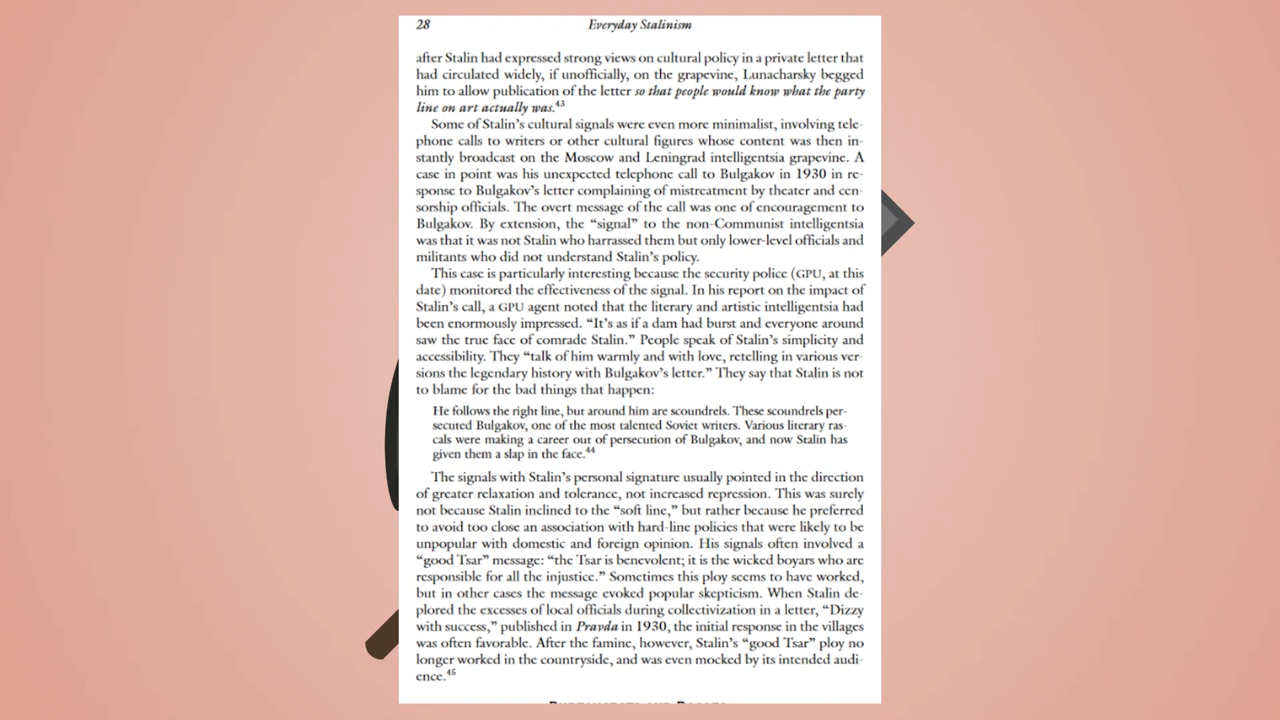 28 Everyday Stalinism
after Stalin had expressed strong views on cultural policy in a private letter that
had circulated widely, if unofficially, on the grapevine, Lunacharsky begged
him to allow publication of the letter so that people would know what the party
line on art actually was.43
Some of Stalin's cultural signals were even more minimalist, involving tele-
phone calls to writers or other cultural figures whose content was then in-
stantly broadcast on the Moscow and Leningrad intelligentsia grapevine. A
case in point was his unexpected telephone call to Bulgakov in 1930 in re-
sponse to Bulgakov's letter complaining of mistreatment by theater and cen-
sorship officials. The overt message of the call was one of encouragement to
Bulgakov. By extension, the "signal" to the non-Communist intelligentsia
was that it was not Stalin who harrassed them but only lower-level officials and
militants who did not understand Stalin's policy.
This case is particularly interesting because the security police (GPU, at this
date) monitored the effectiveness of the signal. In his report on the impact of
Stalin's call, a GPU agent noted that the literary and artistic intelligentsia had
been enormously impressed. "It's as if a dam had burst and everyone around
saw the true face of comrade Stalin." People speak of Stalin's simplicity and
accessibility. They "talk of him warmly and with love, retelling in various ver-
sions the legendary history with Bulgakov's letter." They say that Stalin is not
to blame for the bad things that happen:
He follows the right line, but around him are scoundrels. These scoundrels per-
secuted Bulgakov, one of the most talented Soviet writers. Various literary ras-
cals were making a career out of persecution of Bulgakov, and now Stalin has
given them a slap in the face.44
The signals with Stalin's personal signature usually pointed in the direction
of greater relaxation and tolerance, not increased repression. This was surely
not because Stalin inclined to the "soft line," but rather because he preferred
to avoid too close an association with hard-line policies that were likely to be
unpopular with domestic and foreign opinion. His signals often involved a
"good Tsar" message: "the Tsar is benevolent; it is the wicked boyars who are
responsible for all the injustice." Sometimes this ploy seems to have worked,
but in other cases the message evoked popular skepticism. When Stalin de-
plored the excesses of local officials during collectivization in a letter, "Dizzy
with success," published in Pravda in 1930, the initial response in the villages
was often favorable. After the famine, however, Stalin's "good Tsar" ploy no
longer worked in the countryside, and was even mocked by its intended audi-
ence.45